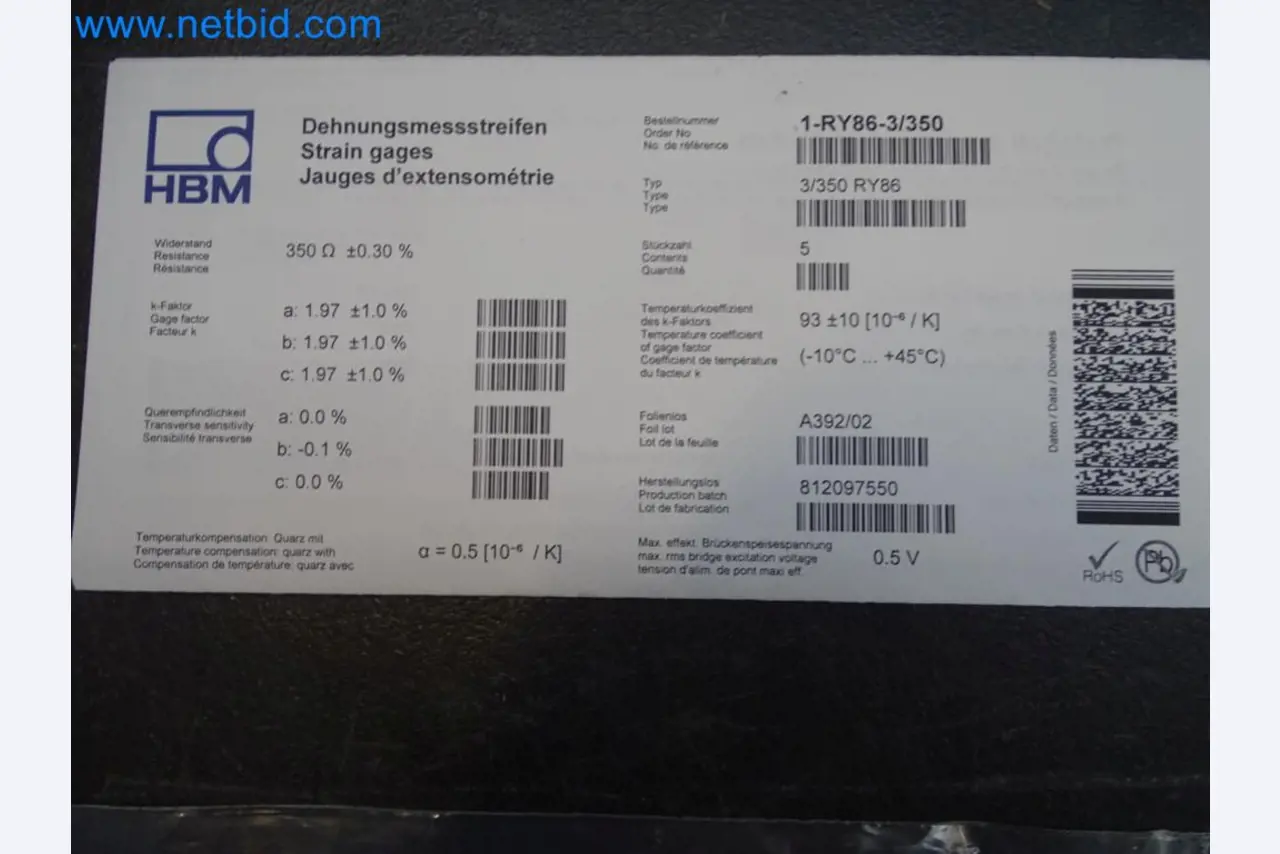 www.netbid.com
HBM
Dehnungsmessstreifen
Strain gages
Jauges d'extensométrie
Widerstand
Resistance
Résistance
350 Ω ±0.30 %
k-Faktor
Gage factor
Facteur k
a: 1.97 ±1.0 %
b: 1.97 ±1.0 %
c: 1.97 ±1.0 %
Querempfindlichkeit
Transverse sensitivity
Sensibilité transverse
a: 0.0 %
b: -0.1 %
c: 0.0 %
Temperaturkompensation: Quarz mit
Temperature compensation: quarz with
Compensation de température: quarz avec
α = 0.5 [10⁻⁶ / K]
Bestellnummer
Order No
No. de référence
1-RY86-3/350
Typ
Type
Type
3/350 RY86
Stückzahl
Contents
Quantité
5
Temperaturkoeffizient
des k-Faktors
Temperature coefficient
of gage factor
Coefficient de température
du facteur k
93 ±10 [10⁻⁶ / K]
(-10°C ... +45°C)
Folienlos
Foil lot
Lot de la feuille
A392/02
Herstellungslos
Production batch
Lot de fabrication
812097550
Max. effekt. Brückenspeisespannung
max. rms bridge excitation voltage
tension d'alim. de pont maxi eff.
0.5 V
Daten / Data / Données
RoHS
Pb